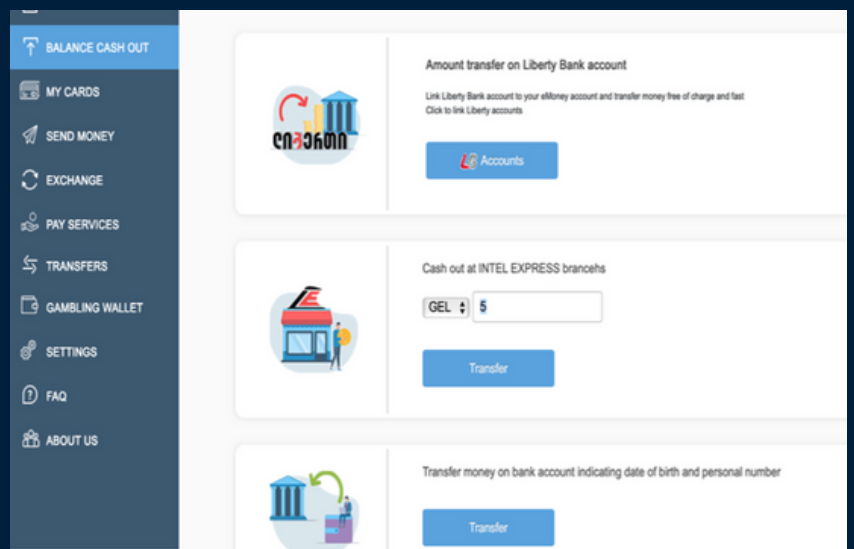 BALANCE CASH OUT
MY CARDS
SEND MONEY
EXCHANGE
PAY SERVICES
TRANSFERS
GAMBLING WALLET
SETTINGS
FAQ
ABOUT US
Amount transfer on Liberty Bank account
Link Liberty Bank account to your eMoney account and transfer money free of charge and fast
Click to link Liberty accounts
ლიბერთი
Accounts
Cash out at INTEL EXPRESS brancehs
GEL 5
Transfer
Transfer money on bank account indicating date of birth and personal number
Transfer